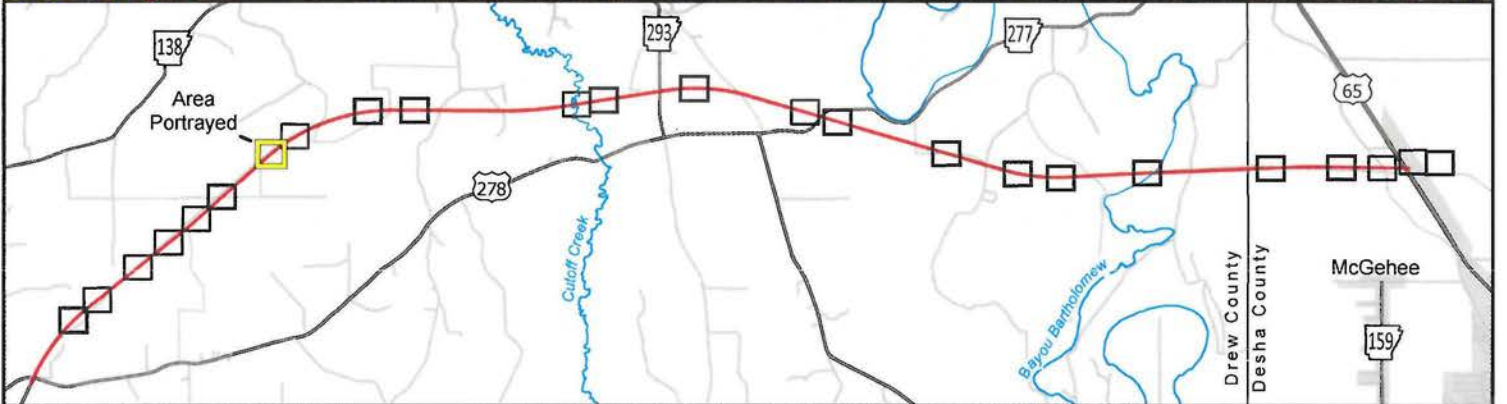 138
293
277
65
Area
Portrayed
278
Cutoff Creek
Bayou Bartholomew
Drew County
Desha County
McGehee
159